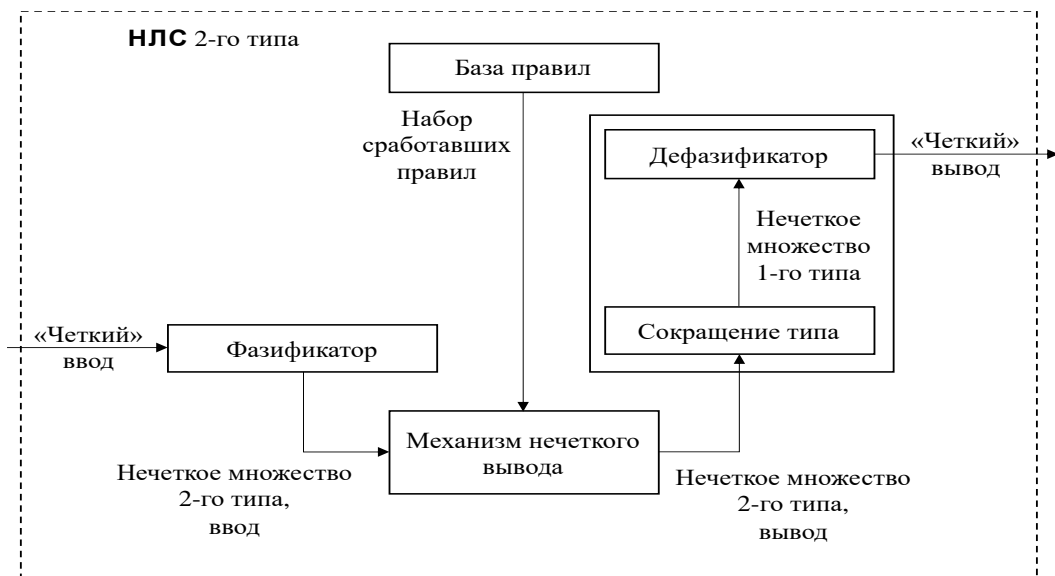 НЛС 2-го типа
База правил
Набор
сработавших
правил
Дефазификатор
«Четкий»
вывод
Нечеткое
множество
1-го типа
Сокращение типа
«Четкий»
ввод
Фазификатор
Механизм нечеткого
вывода
Нечеткое множество
2-го типа,
ввод
Нечеткое множество
2-го типа,
вывод